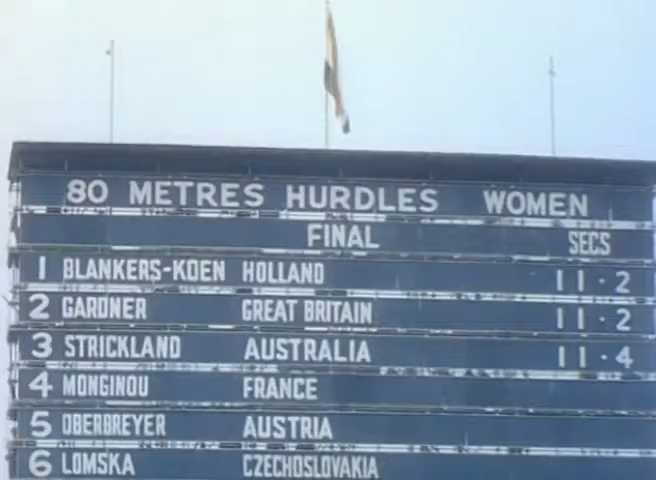 80 METRES HURDLES WOMEN
FINAL SECS
1 BLANKERS-KOEN HOLLAND 11·2
2 GARDNER GREAT BRITAIN 11·2
3 STRICKLAND AUSTRALIA 11·4
4 MONGINOU FRANCE
5 OBERBREYER AUSTRIA
6 LOMSKA CZECHOSLOVAKIA